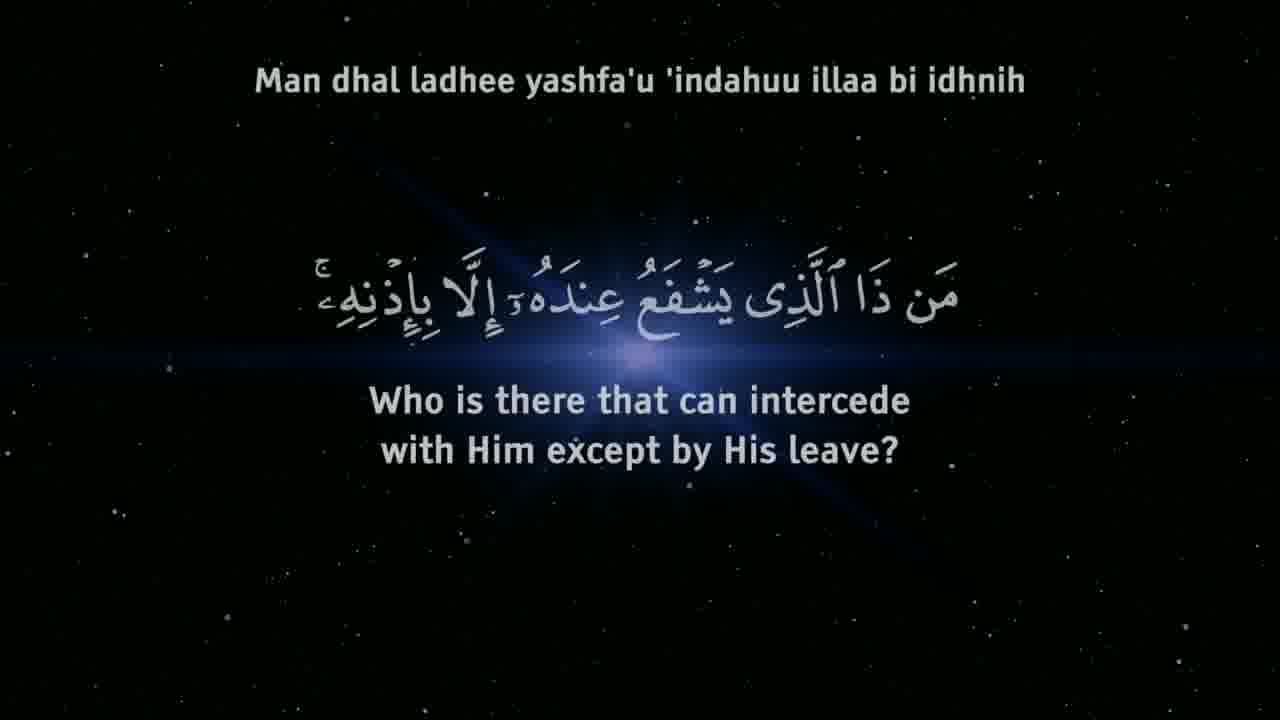 Man dhal ladhee yashfa'u 'indahuu illaa bi idhnih
مَن ذَا ٱلَّذِى يَشْفَعُ عِندَهُۥٓ إِلَّا بِإِذْنِهِۦ ۚ
Who is there that can intercede
with Him except by His leave?